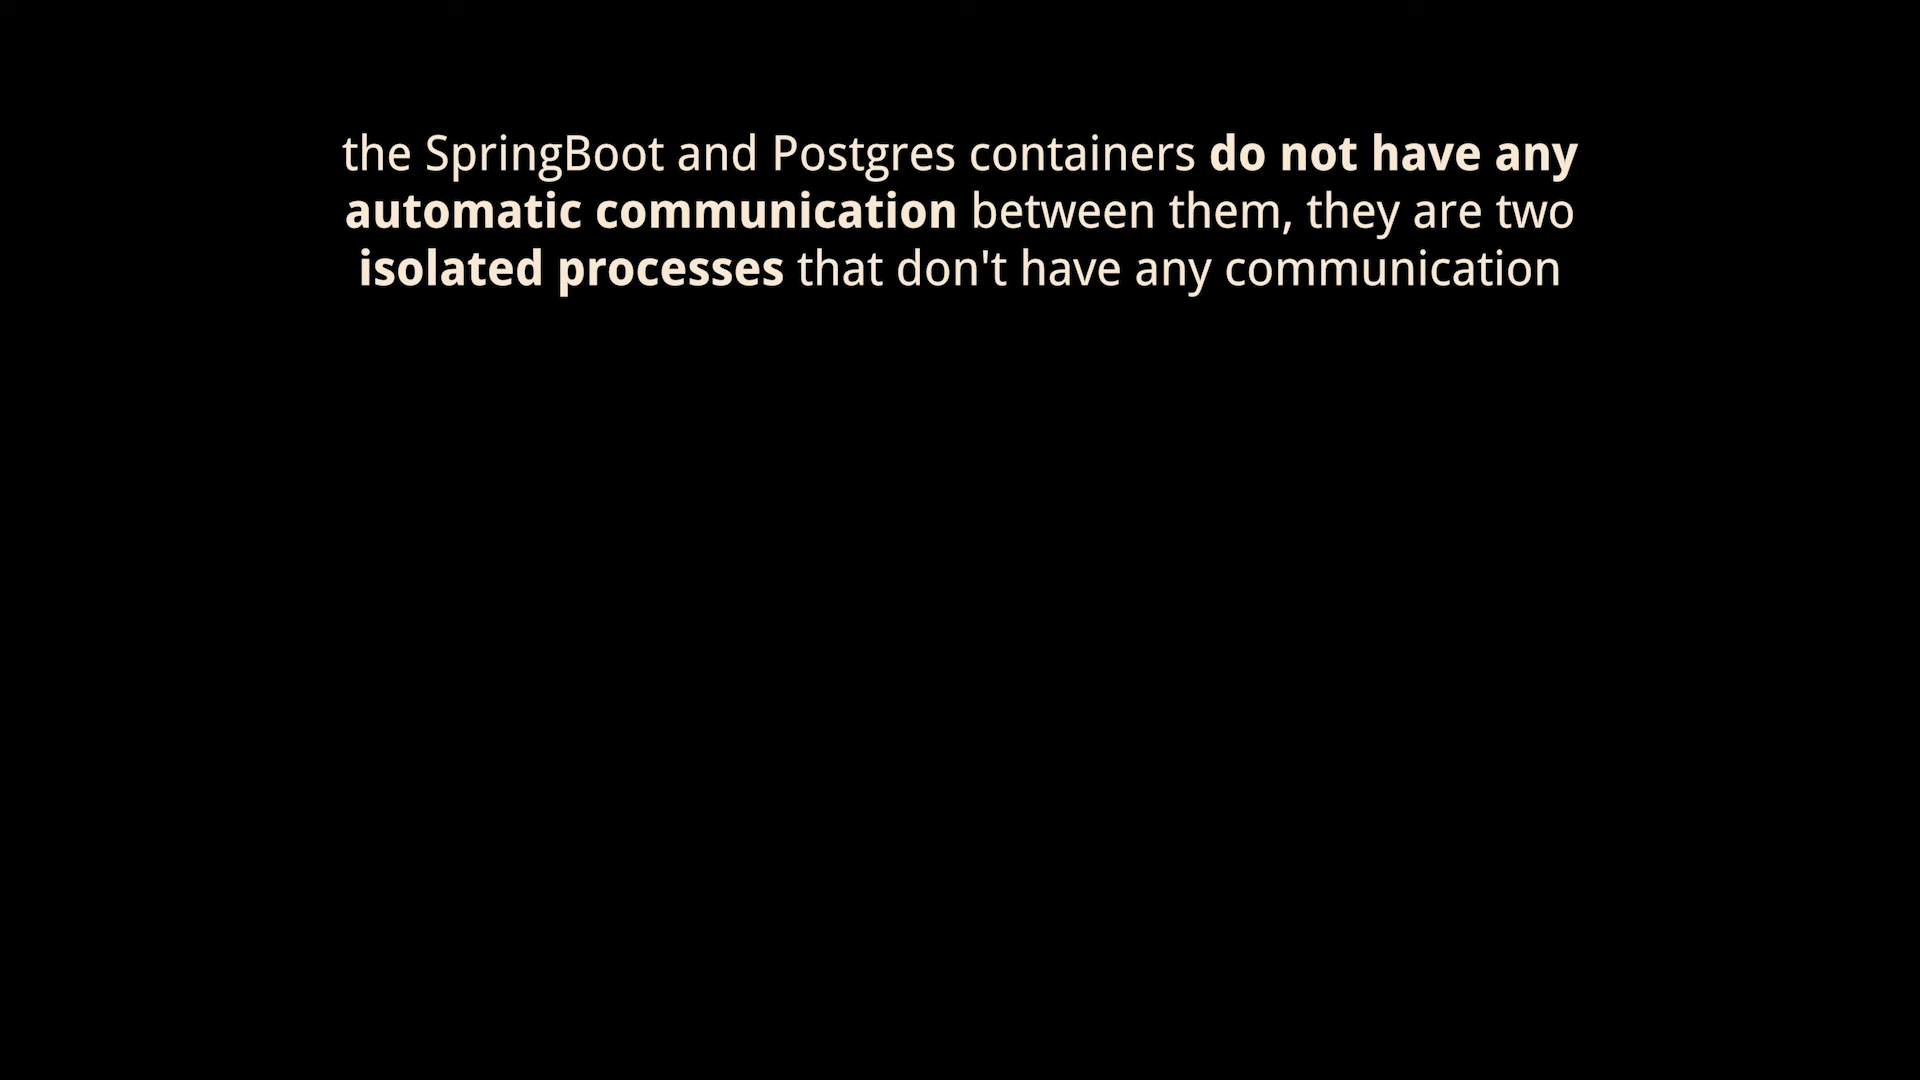 the SpringBoot and Postgres containers do not have any
automatic communication between them, they are two
isolated processes that don't have any communication